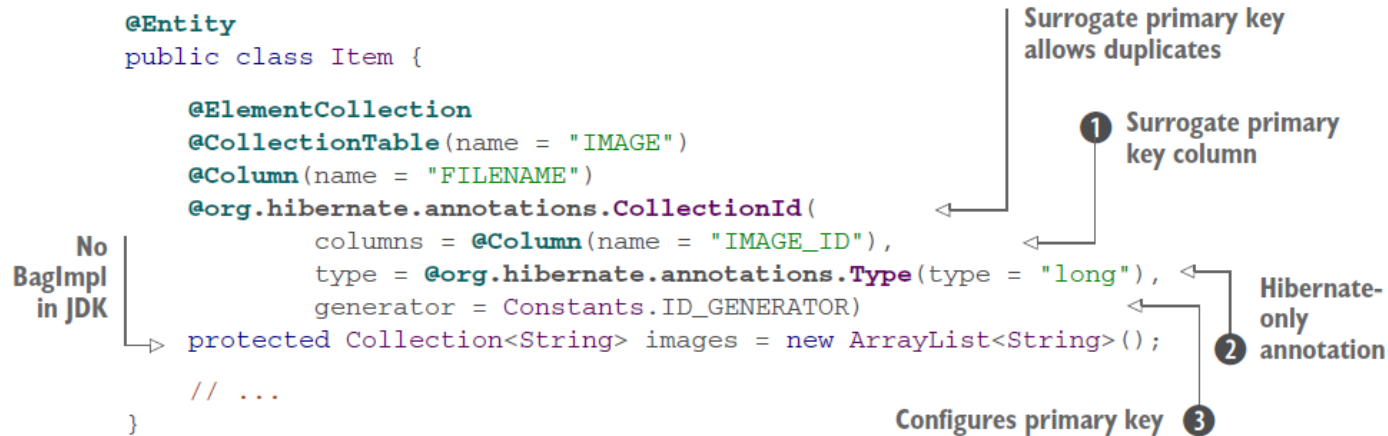 @Entity
public class Item {
Surrogate primary key
allows duplicates
@ElementCollection
@CollectionTable(name = "IMAGE")
@Column(name = "FILENAME")
@org.hibernate.annotations.CollectionId(
1 Surrogate primary
key column
columns = @Column(name = "IMAGE_ID"),
type = @org.hibernate.annotations.Type(type = "long"),
generator = Constants.ID_GENERATOR)
No
BagImpl
in JDK
Hibernate-
only
2 annotation
protected Collection<String> images = new ArrayList<String>();
// ...
}
Configures primary key 3